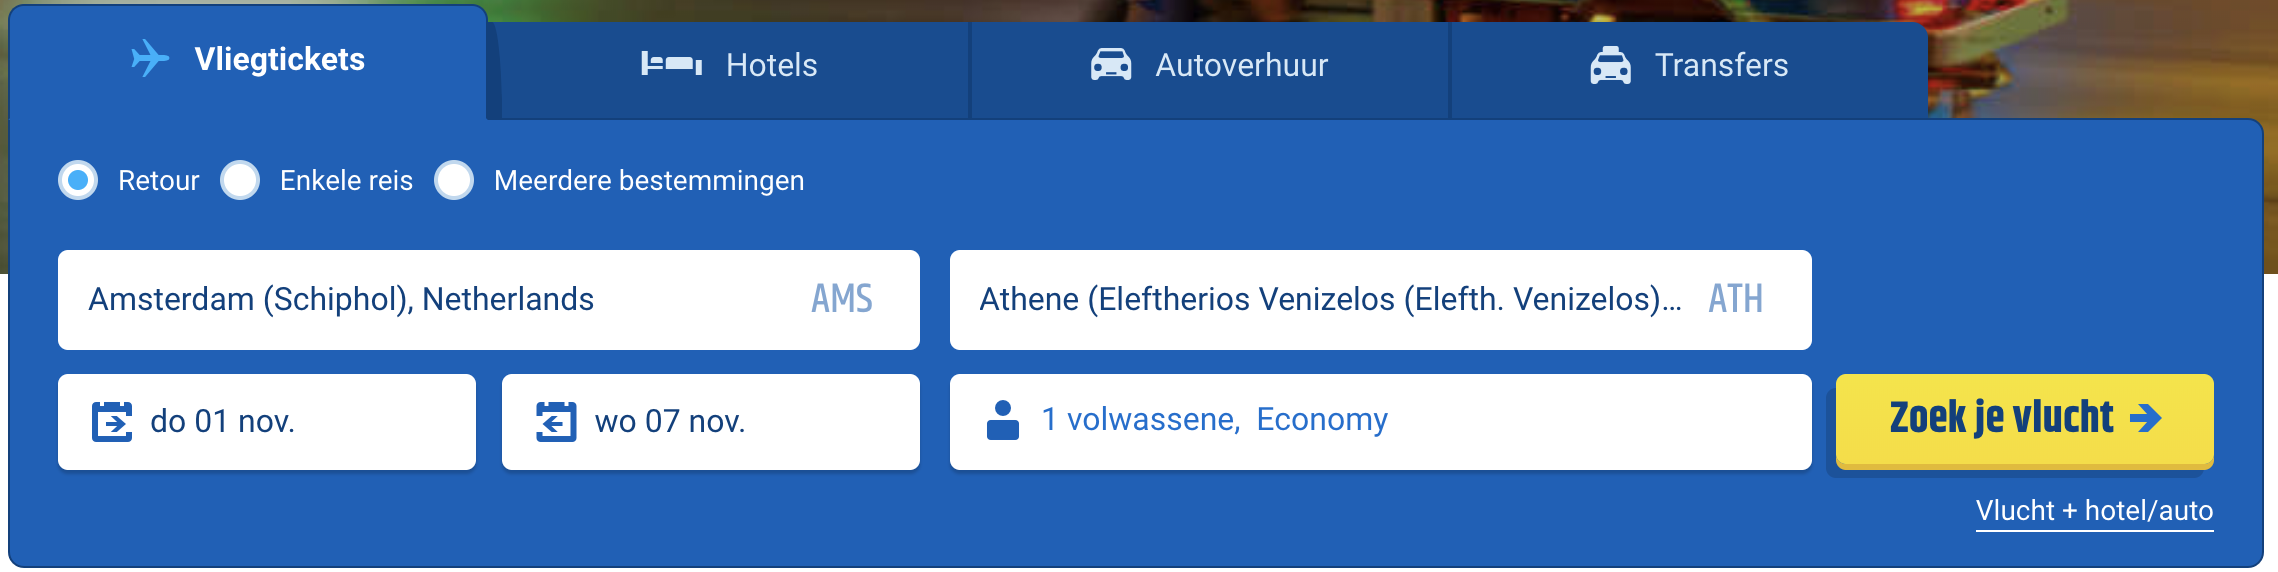 Vliegtickets
Hotels
Autoverhuur
Transfers
Retour
Enkele reis
Meerdere bestemmingen
Amsterdam (Schiphol), Netherlands AMS
Athene (Eleftherios Venizelos (Elefth. Venizelos)... ATH
do 01 nov.
wo 07 nov.
1 volwassene, Economy
Zoek je vlucht
Vlucht + hotel/auto